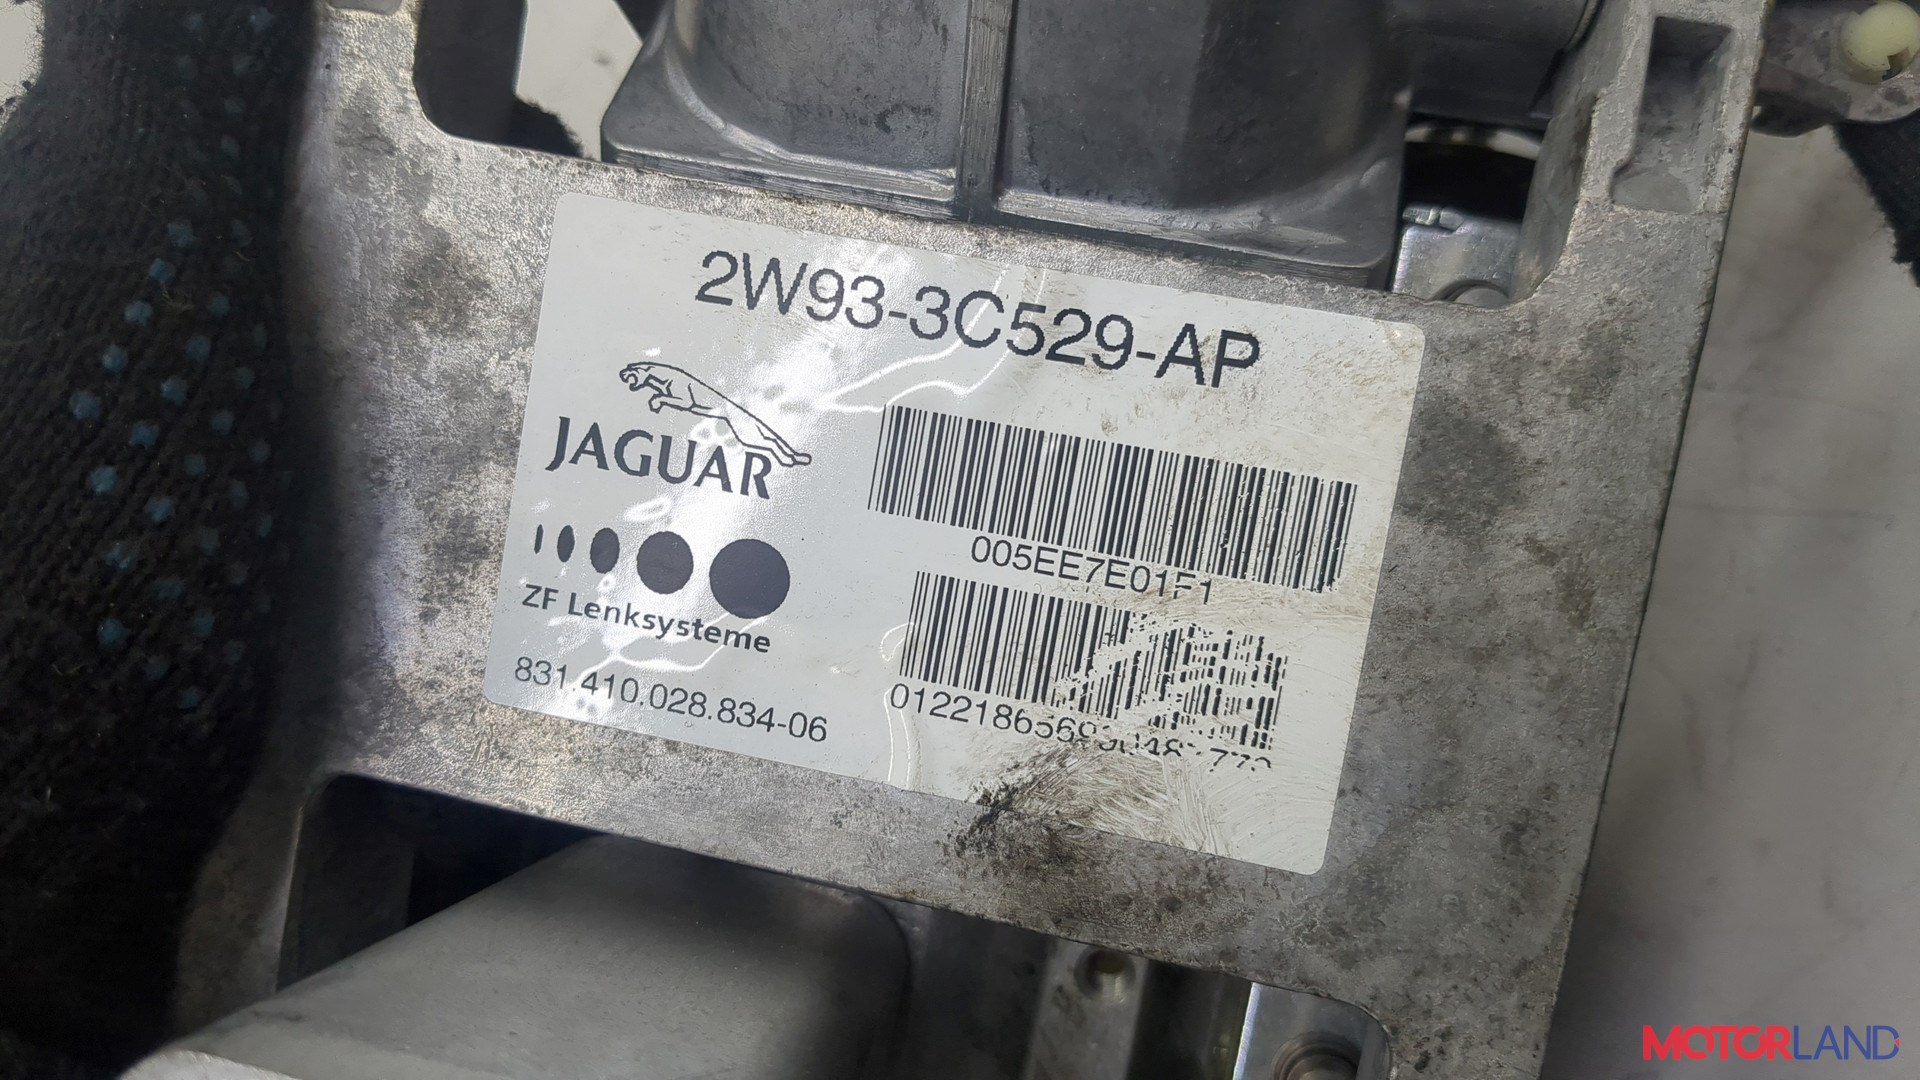 2W93-3C529-AP
JAGUAR
005EE7E01F1
ZF Lenksysteme
831.410.028.834-06
MOTORLAND